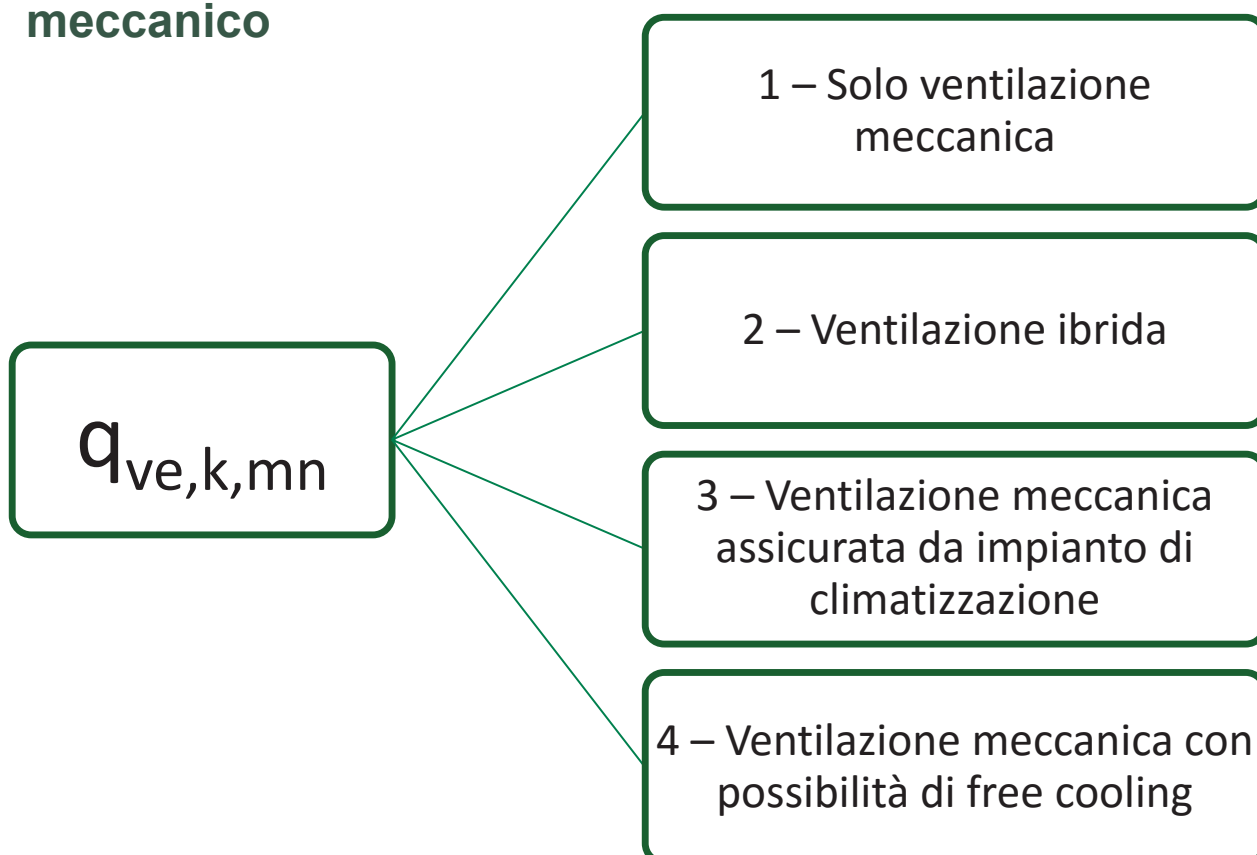 meccanico
1 – Solo ventilazione
meccanica
2 – Ventilazione ibrida
q_ve,k,mn
3 – Ventilazione meccanica
assicurata da impianto di
climatizzazione
4 – Ventilazione meccanica con
possibilità di free cooling